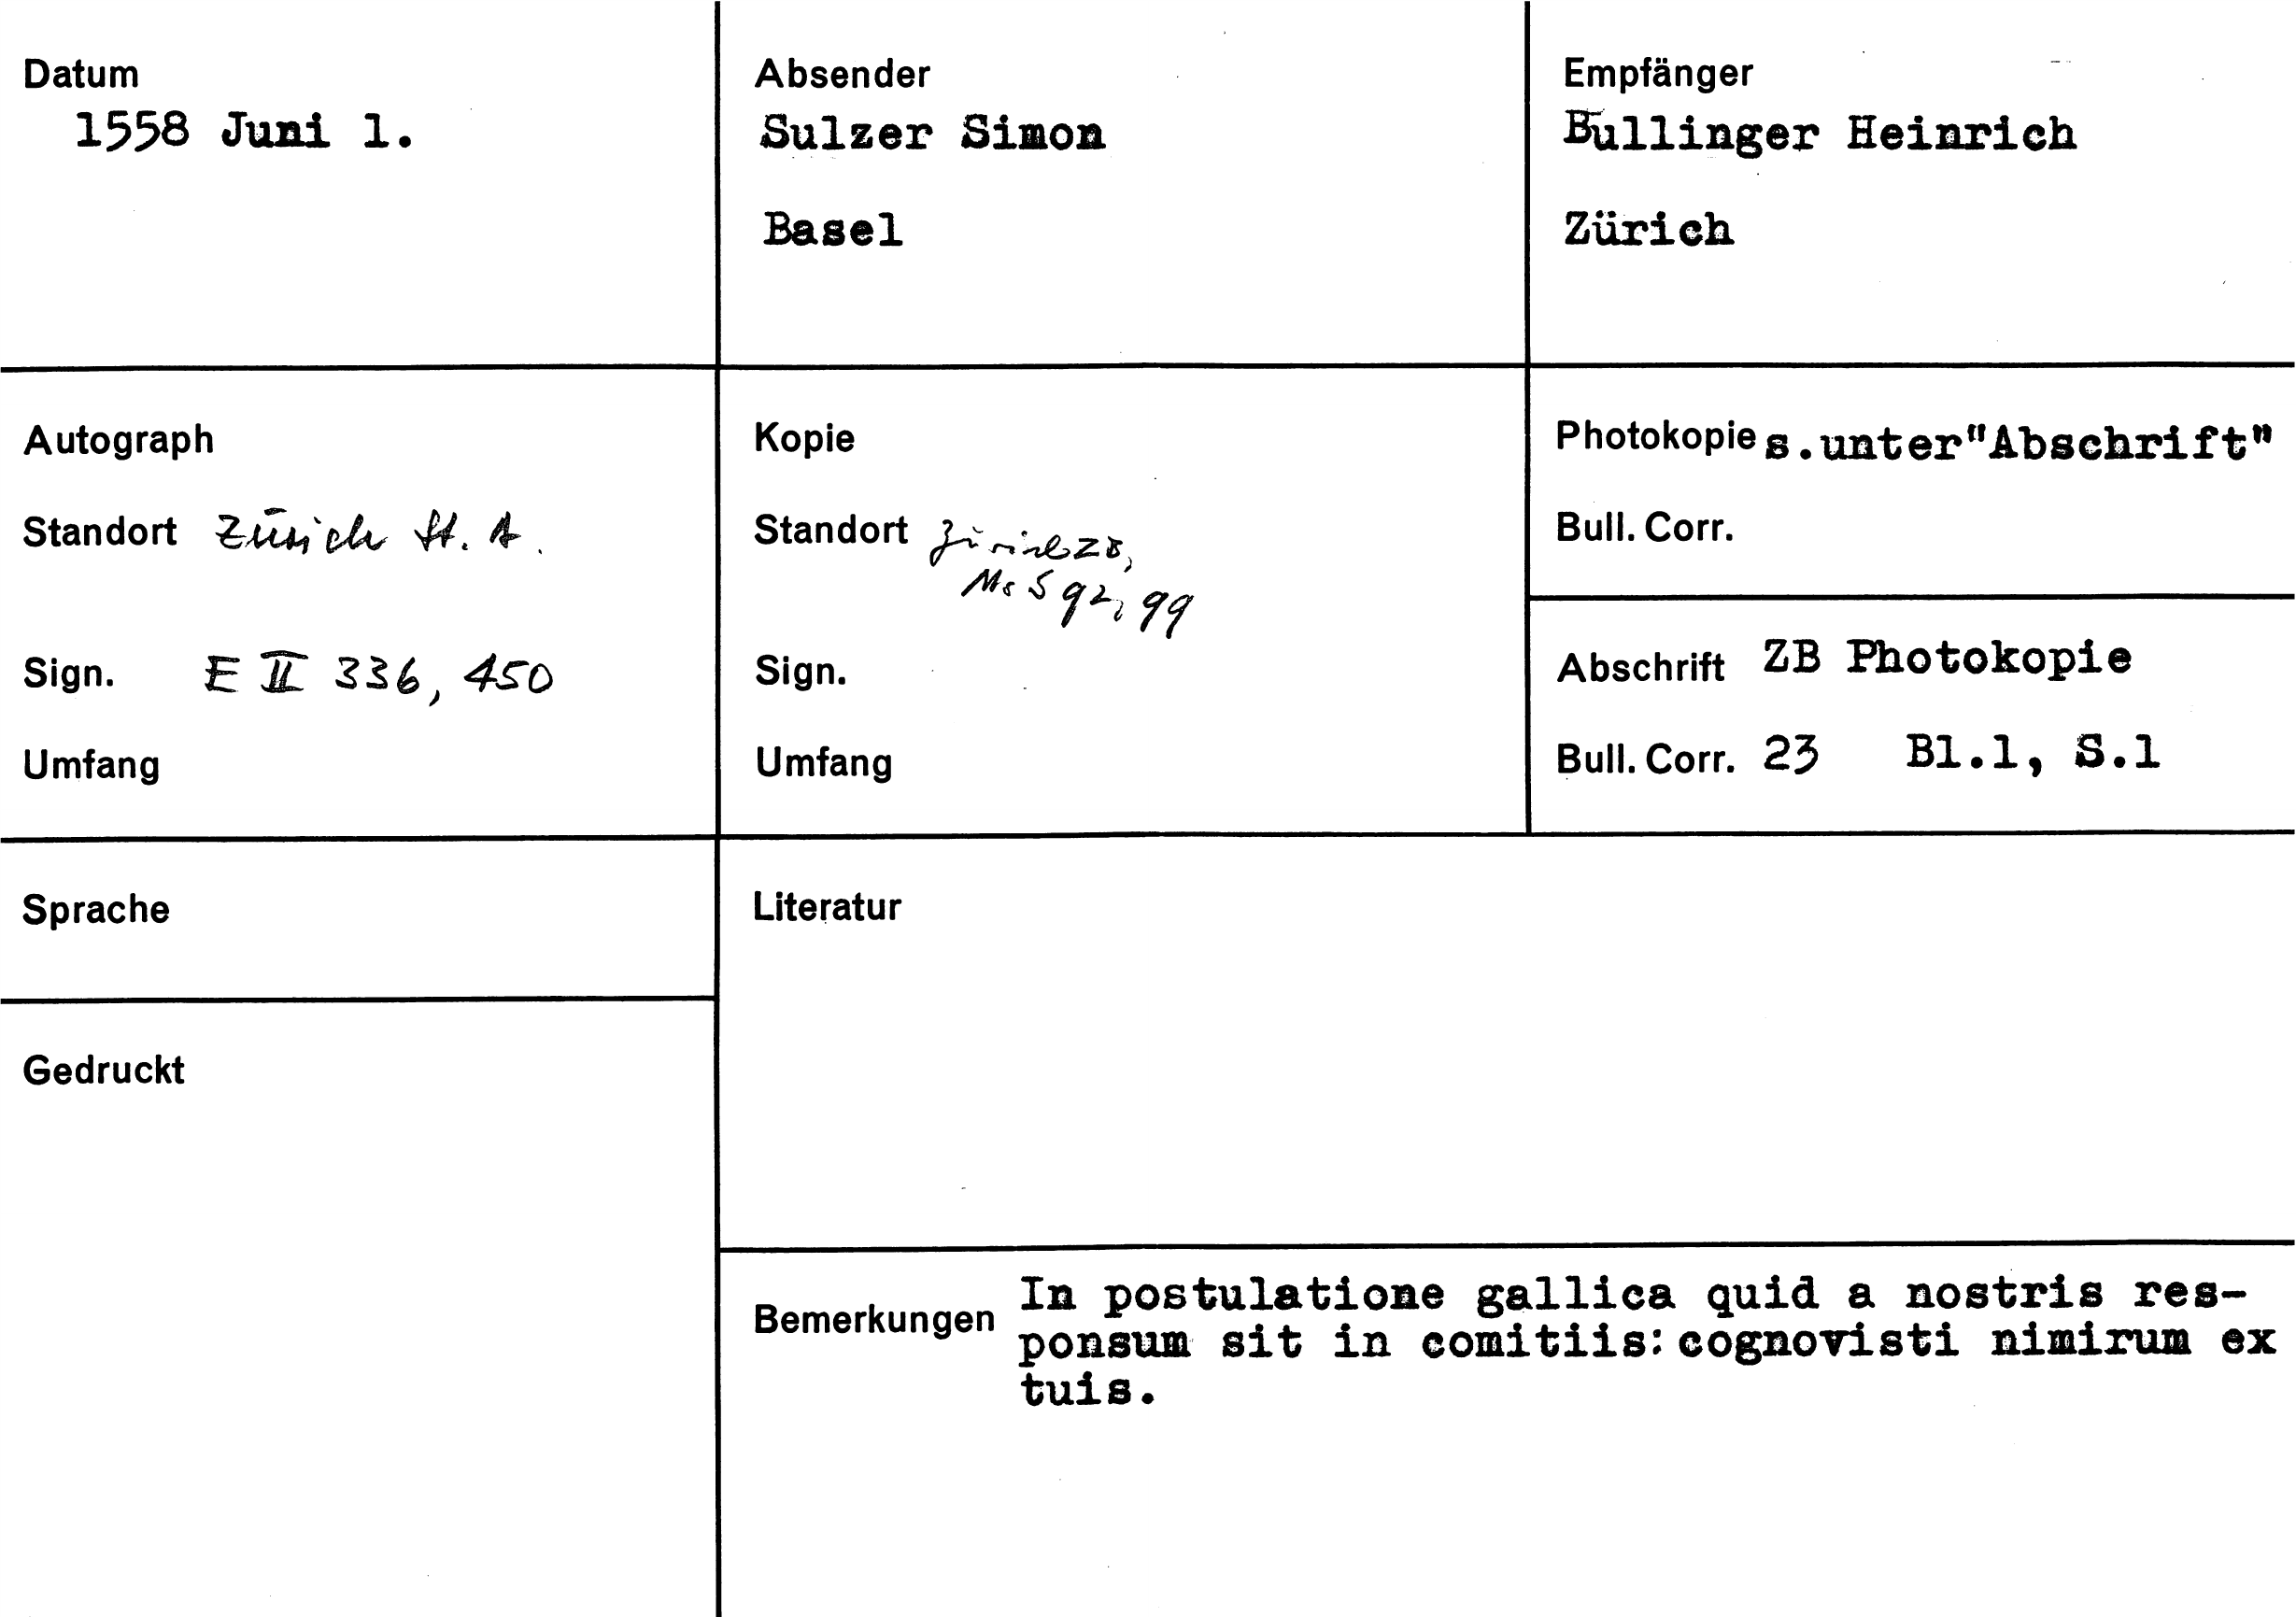 Datum
1558 Juni 1.
Absender
Sulzer Simon
Basel
Empfänger
Bullinger Heinrich
Zürich
Autograph
Standort Zürich St. A.
Sign. E II 336, 450
Umfang
Kopie
Standort Zürich ZB,
Ms S 92, 99
Sign.
Umfang
Photokopie s.unter"Abschrift"
Bull. Corr.
Abschrift ZB Photokopie
Bull. Corr. 23 Bl.1, S.1
Sprache
Gedruckt
Literatur
Bemerkungen In postulatione gallica quid a nostris res-
ponsum sit in comitiis: cognovisti nimirum ex
tuis.